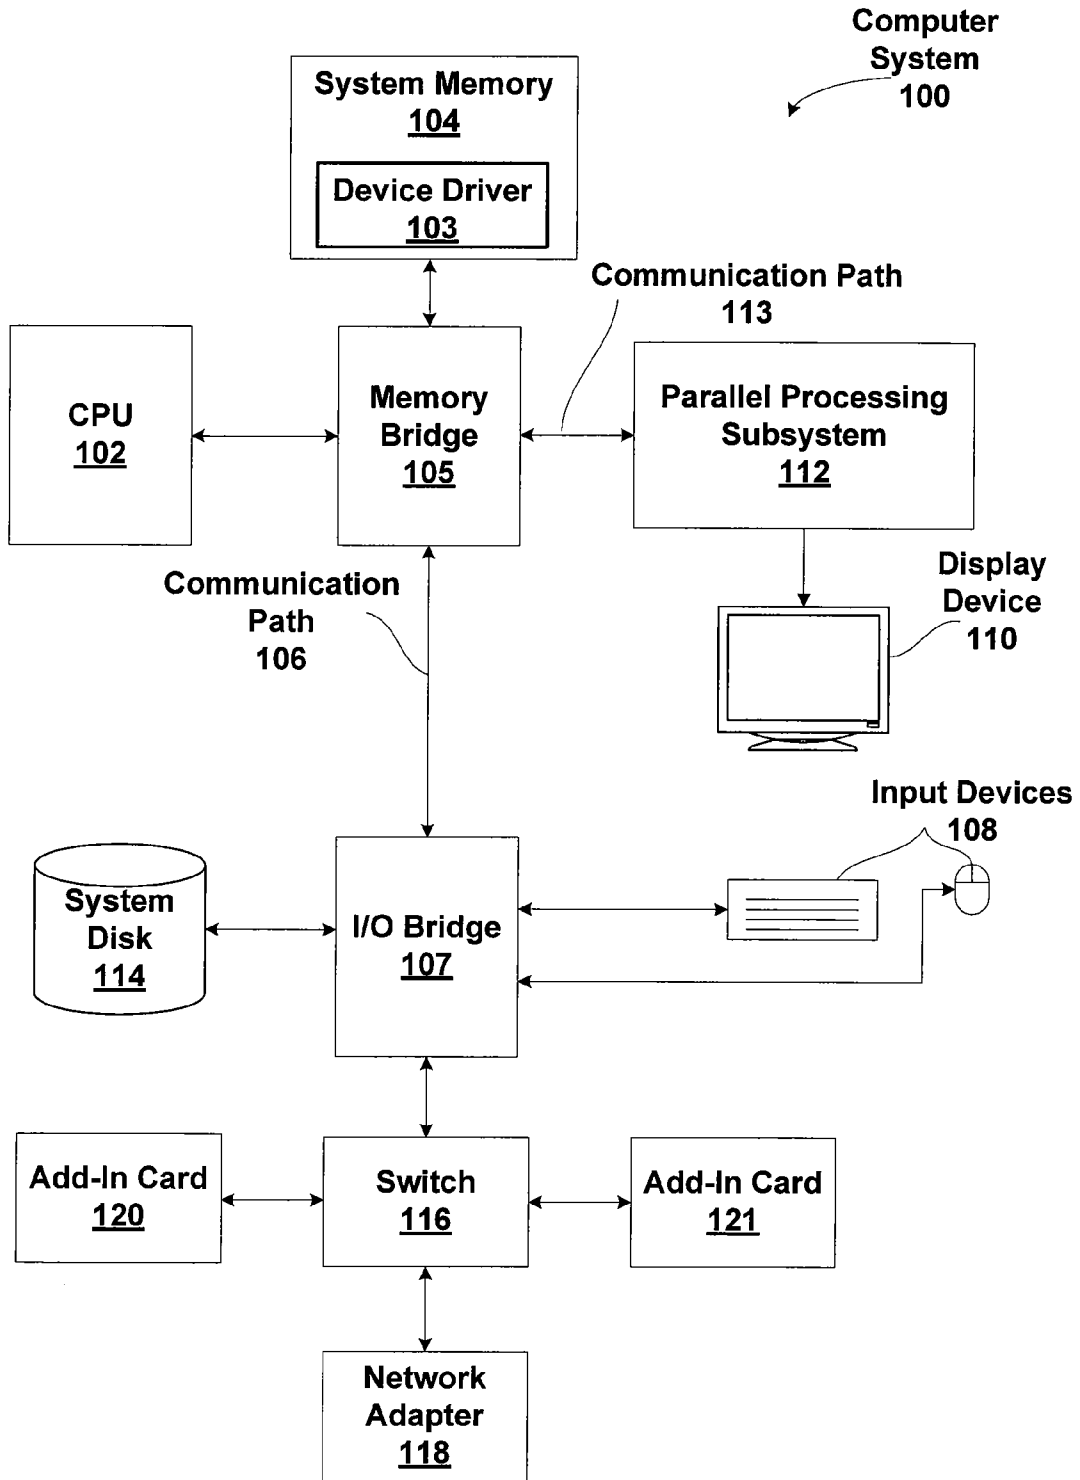 Computer
System
100
System Memory
104
Device Driver
103
Communication Path
113
CPU
102
Memory
Bridge
105
Parallel Processing
Subsystem
112
Communication
Path
106
Display
Device
110
Input Devices
108
System
Disk
114
I/O Bridge
107
Add-In Card
120
Switch
116
Add-In Card
121
Network
Adapter
118